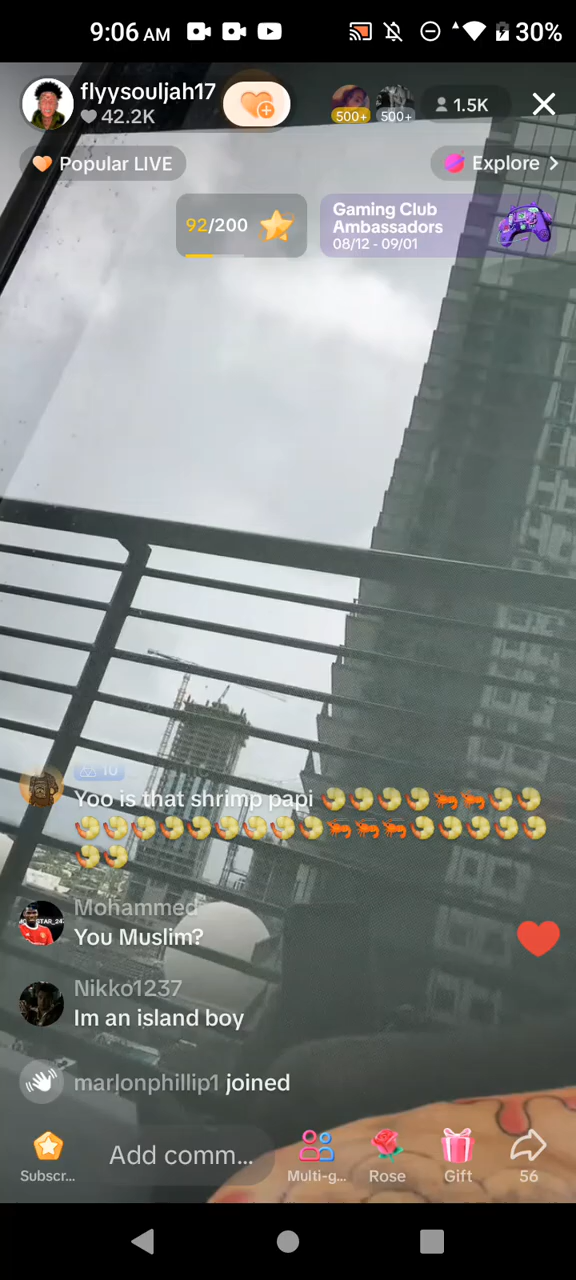 9:06 AM 30%
flyysouljah17
42.2K
500+ 500+ 1.5K
Popular LIVE
Explore >
92/200
Gaming Club
Ambassadors
08/12 - 09/01
10
Yoo is that shrimp papi 🍤🍤🍤🍤🦐🦐🍤🍤
🍤🍤🍤🍤🍤🍤🍤🍤🍤🦐🦐🦐🍤🍤🍤🍤🍤
🍤🍤
Mohammed
You Muslim?
Nikko1237
Im an island boy
marlonphillip1 joined
Subscr... Add comm... Multi-g... Rose Gift 56